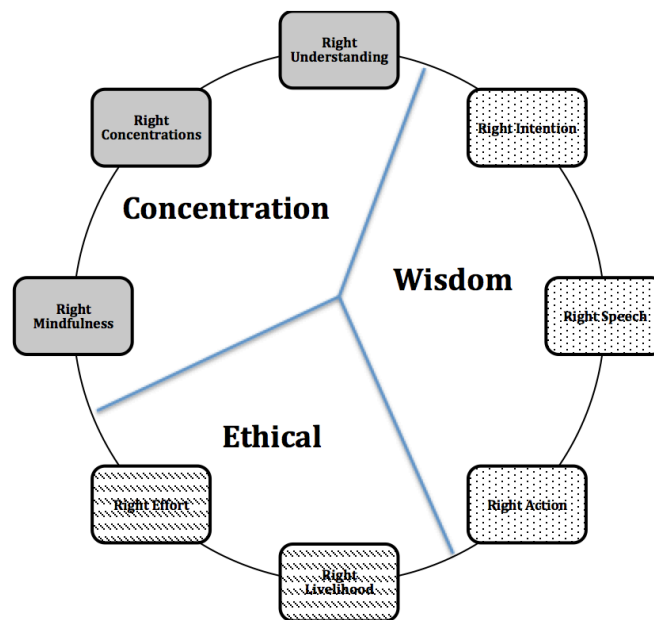 Right
Understanding
Right
Concentrations
Right Intention
Concentration
Wisdom
Right
Mindfulness
Right Speech
Ethical
Right Effort
Right Action
Right
Livelihood